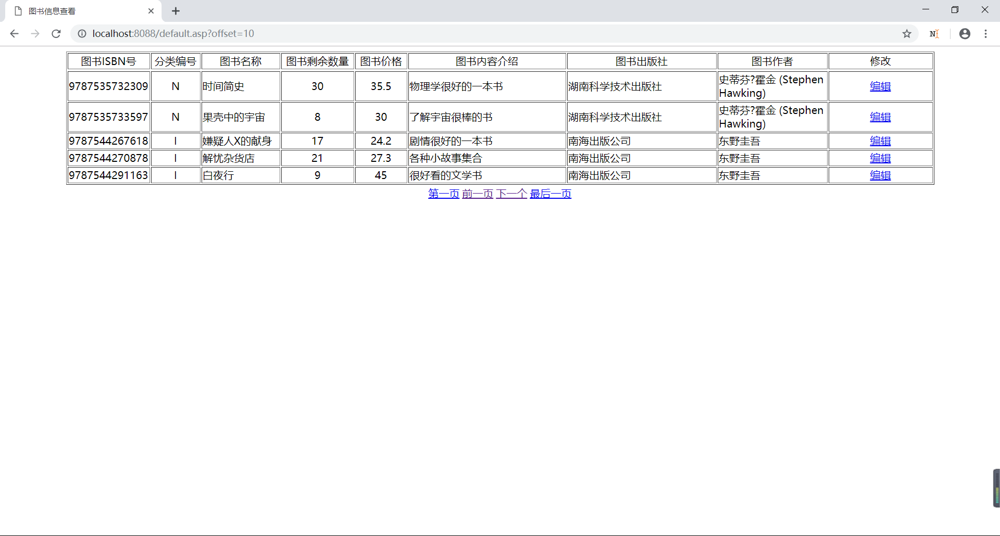 图书信息查看
localhost:8088/default.asp?offset=10
图书ISBN号 分类编号 图书名称 图书剩余数量 图书价格 图书内容介绍 图书出版社 图书作者 修改
9787535732309 N 时间简史 30 35.5 物理学很好的一本书 湖南科学技术出版社 史蒂芬?霍金 (Stephen Hawking) 编辑
9787535733597 N 果壳中的宇宙 8 30 了解宇宙很棒的书 湖南科学技术出版社 史蒂芬?霍金 (Stephen Hawking) 编辑
9787544267618 I 嫌疑人X的献身 17 24.2 剧情很好的一本书 南海出版公司 东野圭吾 编辑
9787544270878 I 解忧杂货店 21 27.3 各种小故事集合 南海出版公司 东野圭吾 编辑
9787544291163 I 白夜行 9 45 很好看的文学书 南海出版公司 东野圭吾 编辑
第一页 前一页 下一个 最后一页